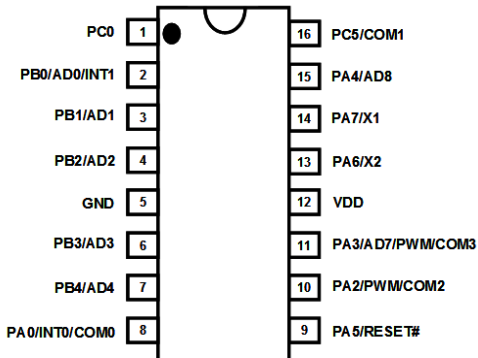 PC0 1 16 PC5/COM1
PB0/AD0/INT1 2 15 PA4/AD8
PB1/AD1 3 14 PA7/X1
PB2/AD2 4 13 PA6/X2
GND 5 12 VDD
PB3/AD3 6 11 PA3/AD7/PWM/COM3
PB4/AD4 7 10 PA2/PWM/COM2
PA0/INT0/COM0 8 9 PA5/RESET#